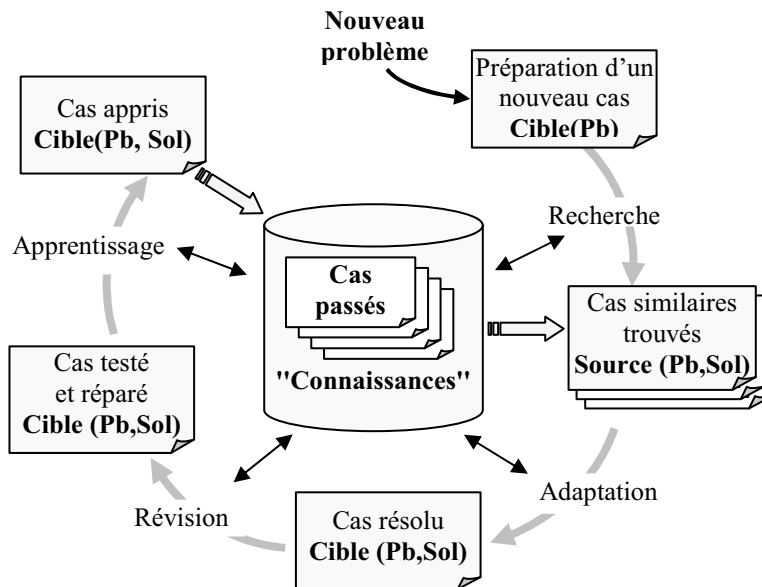 Nouveau
problème
Préparation d'un
nouveau cas
Cible(Pb)
Cas appris
Cible(Pb, Sol)
Recherche
Apprentissage
Cas
passés
"Connaissances"
Cas similaires
trouvés
Source (Pb,Sol)
Cas testé
et réparé
Cible (Pb,Sol)
Adaptation
Révision
Cas résolu
Cible (Pb,Sol)